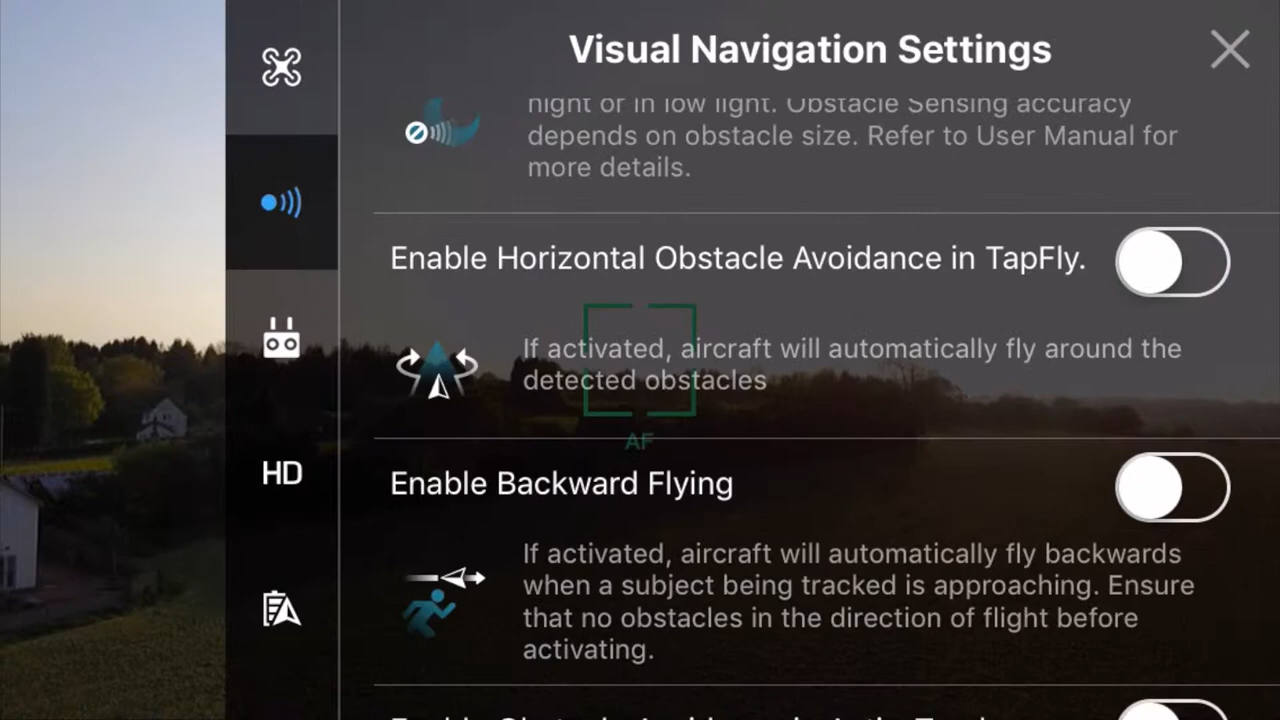 Visual Navigation Settings
night or in low light. Obstacle Sensing accuracy
depends on obstacle size. Refer to User Manual for
more details.
Enable Horizontal Obstacle Avoidance in TapFly.
If activated, aircraft will automatically fly around the
detected obstacles
AF
HD
Enable Backward Flying
If activated, aircraft will automatically fly backwards
when a subject being tracked is approaching. Ensure
that no obstacles in the direction of flight before
activating.